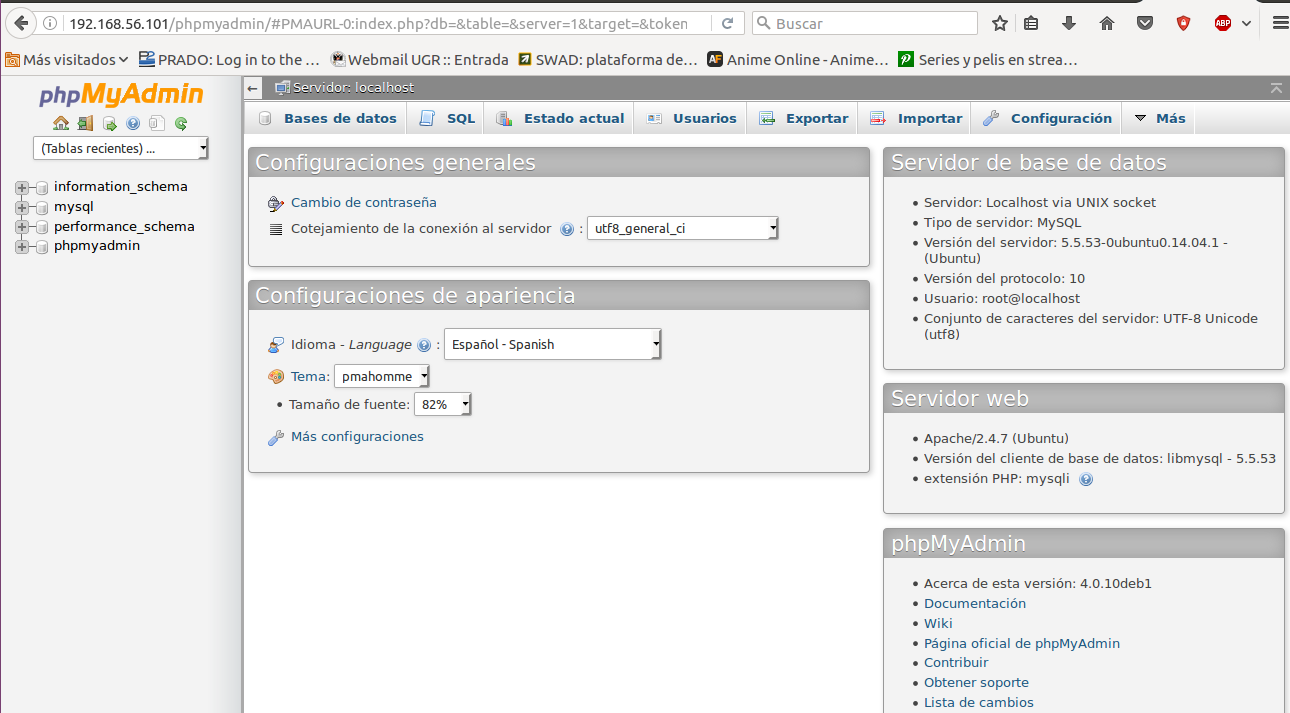 192.168.56.101/phpmyadmin/#PMAURL-0:index.php?db=&table=&server=1&target=&token
Buscar
ABP
Más visitados
PRADO: Log in to the ...
Webmail UGR :: Entrada
SWAD: plataforma de...
AF Anime Online - Anime...
Series y pelis en strea...
phpMyAdmin
(Tablas recientes) ...
information_schema
mysql
performance_schema
phpmyadmin
Servidor: localhost
Bases de datos
SQL
Estado actual
Usuarios
Exportar
Importar
Configuración
Más
Configuraciones generales
Cambio de contraseña
Cotejamiento de la conexión al servidor : utf8_general_ci
Configuraciones de apariencia
Idioma - Language : Español - Spanish
Tema: pmahomme
• Tamaño de fuente: 82%
Más configuraciones
Servidor de base de datos
• Servidor: Localhost via UNIX socket
• Tipo de servidor: MySQL
• Versión del servidor: 5.5.53-0ubuntu0.14.04.1 -
(Ubuntu)
• Versión del protocolo: 10
• Usuario: root@localhost
• Conjunto de caracteres del servidor: UTF-8 Unicode
(utf8)
Servidor web
• Apache/2.4.7 (Ubuntu)
• Versión del cliente de base de datos: libmysql - 5.5.53
• extensión PHP: mysqli
phpMyAdmin
• Acerca de esta versión: 4.0.10deb1
• Documentación
• Wiki
• Página oficial de phpMyAdmin
• Contribuir
• Obtener soporte
• Lista de cambios